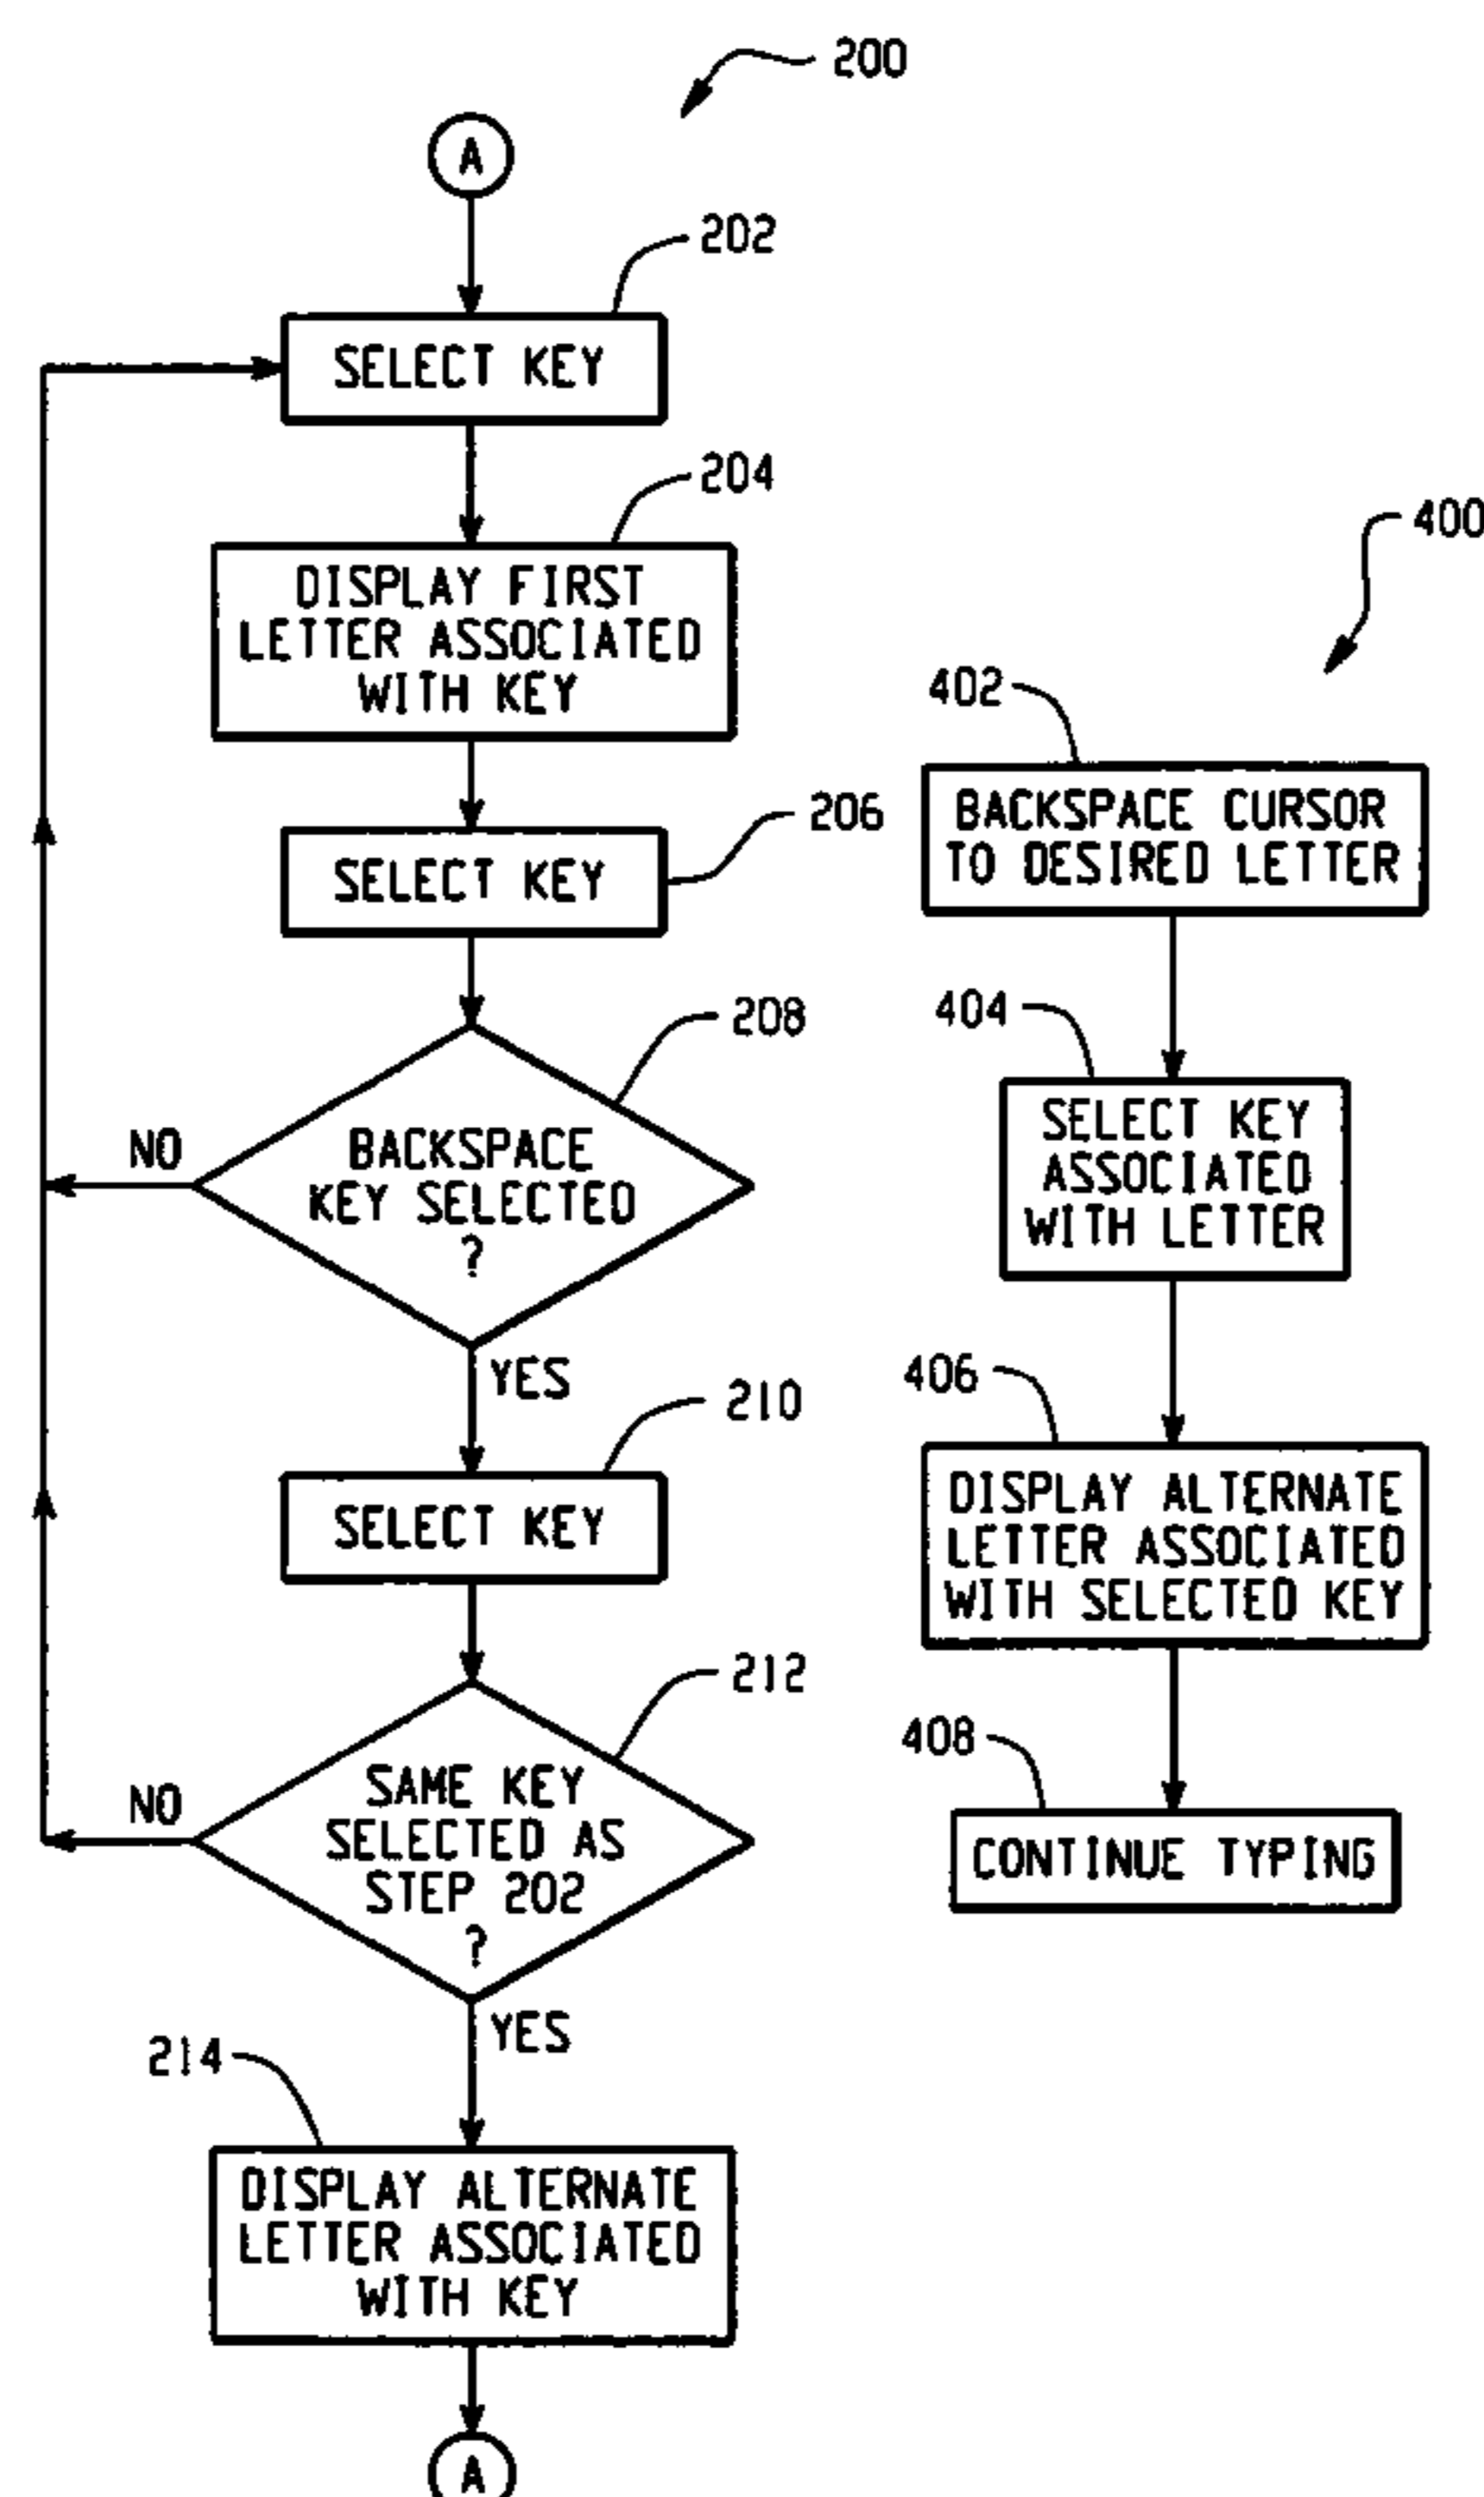 200
A
202
SELECT KEY
204
DISPLAY FIRST
LETTER ASSOCIATED
WITH KEY
206
SELECT KEY
208
BACKSPACE
KEY SELECTED
?
NO
YES
210
SELECT KEY
212
SAME KEY
SELECTED AS
STEP 202
?
NO
YES
214
DISPLAY ALTERNATE
LETTER ASSOCIATED
WITH KEY
A
400
402
BACKSPACE CURSOR
TO DESIRED LETTER
404
SELECT KEY
ASSOCIATED
WITH LETTER
406
DISPLAY ALTERNATE
LETTER ASSOCIATED
WITH SELECTED KEY
408
CONTINUE TYPING